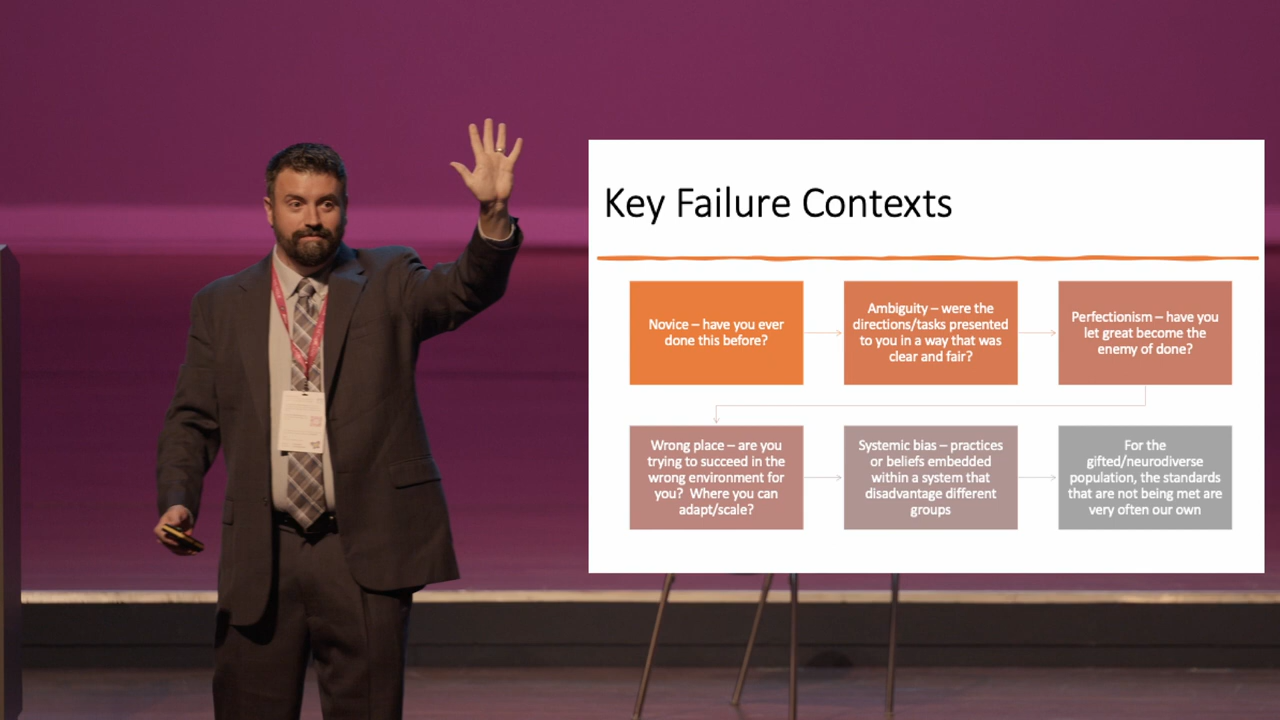 Key Failure Contexts
Novice – have you ever
done this before?
Ambiguity – were the
directions/tasks presented
to you in a way that was
clear and fair?
Perfectionism – have you
let great become the
enemy of done?
Wrong place – are you
trying to succeed in the
wrong environment for
you?  Where you can
adapt/scale?
Systemic bias – practices
or beliefs embedded
within a system that
disadvantage different
groups
For the
gifted/neurodiverse
population, the standards
that are not being met are
very often our own